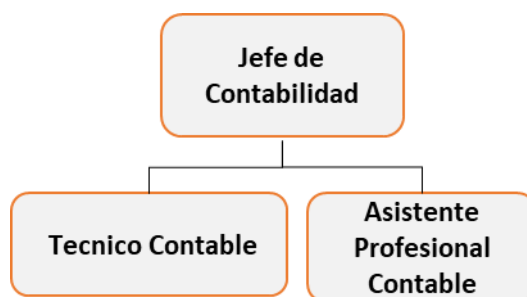 Jefe de
Contabilidad
Tecnico Contable
Asistente
Profesional
Contable